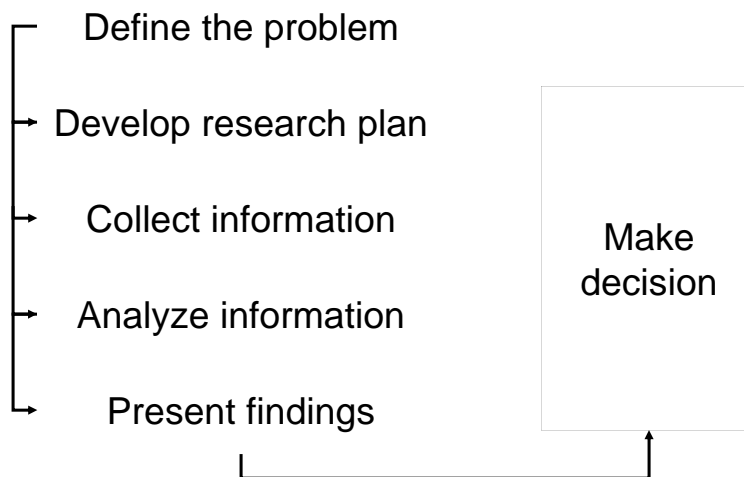 Define the problem
Develop research plan
Collect information
Analyze information
Present findings
Make
decision